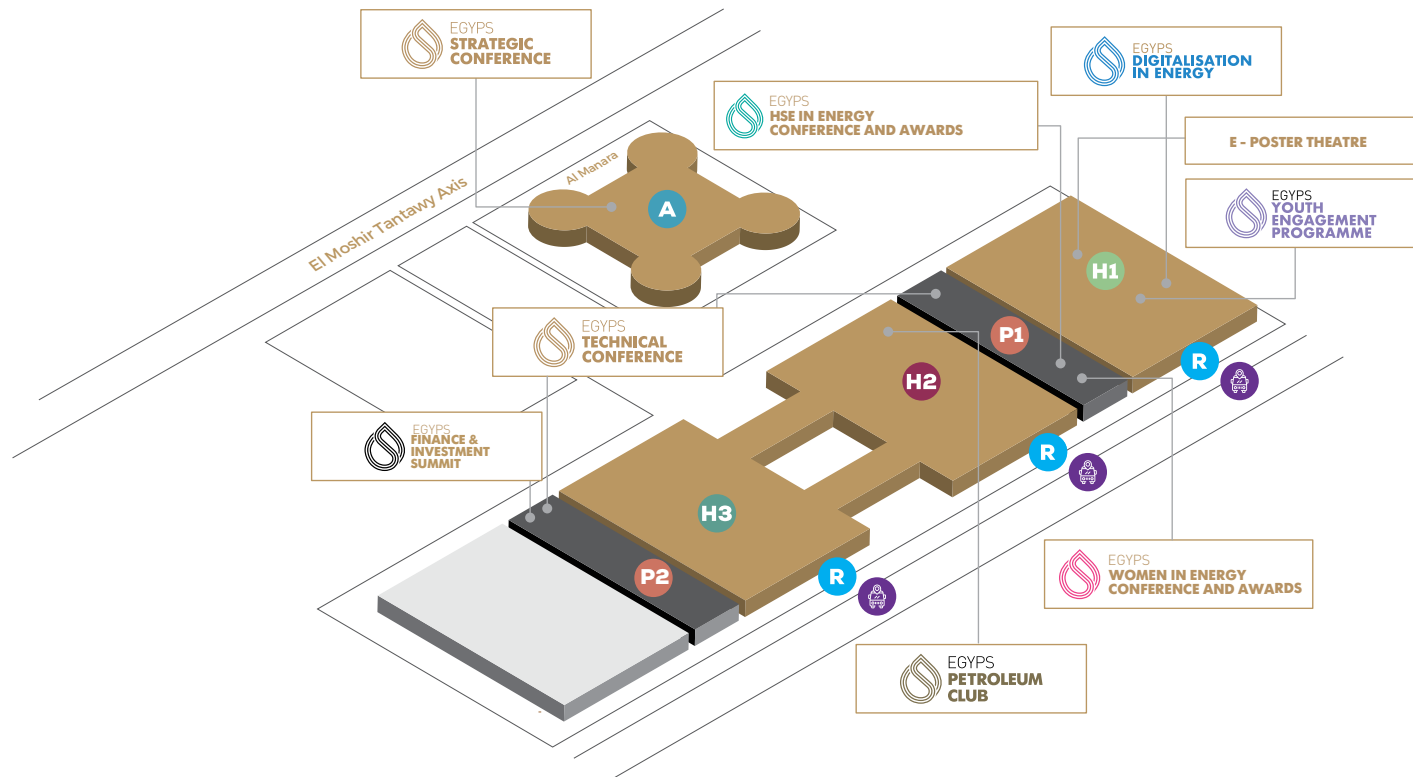 EGYPS
STRATEGIC
CONFERENCE
EGYPS
DIGITALISATION
IN ENERGY
EGYPS
HSE IN ENERGY
CONFERENCE AND AWARDS
E - POSTER THEATRE
EGYPS
YOUTH
ENGAGEMENT
PROGRAMME
Al Manara
A
El Moshir Tantawy Axis
H1
EGYPS
TECHNICAL
CONFERENCE
P1
R
H2
R
EGYPS
FINANCE &
INVESTMENT
SUMMIT
H3
P2
R
EGYPS
WOMEN IN ENERGY
CONFERENCE AND AWARDS
EGYPS
PETROLEUM
CLUB